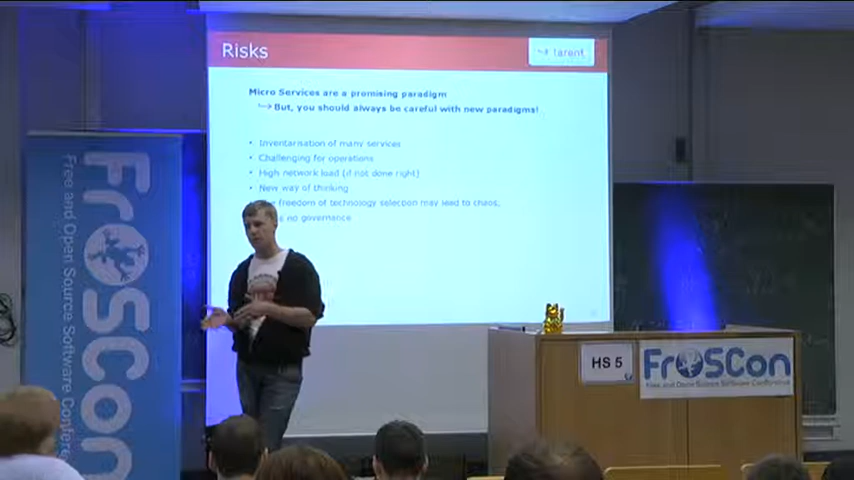 Risks
tarent
Micro Services are a promising paradigm
But, you should always be careful with new paradigms!
• Inventarisation of many services
• Challenging for operations
• High network load (if not done right)
• New way of thinking
freedom of technology selection may lead to chaos,
no governance
FrOSCon
Free and Open Source Software Conference
HS 5
FrOSCon
Free and Open Source Software Conference